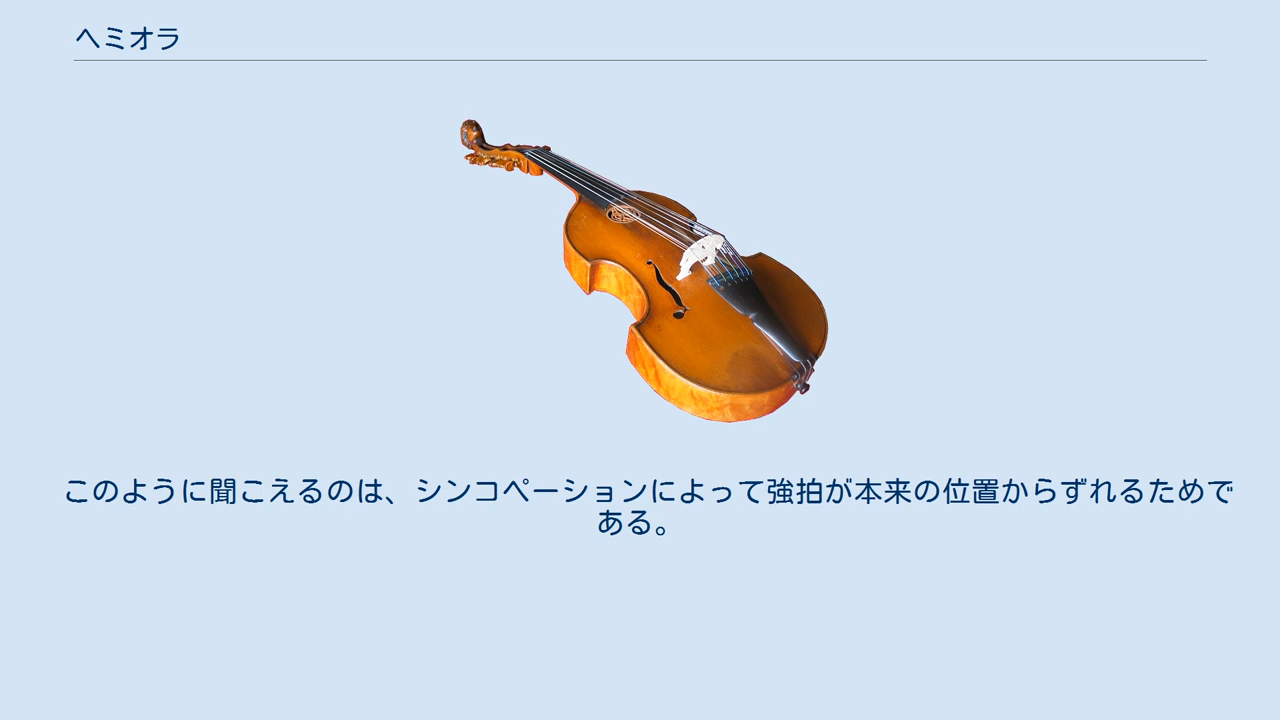 ヘミオラ
このように聞こえるのは、シンコペーションによって強拍が本来の位置からずれるためで
ある。